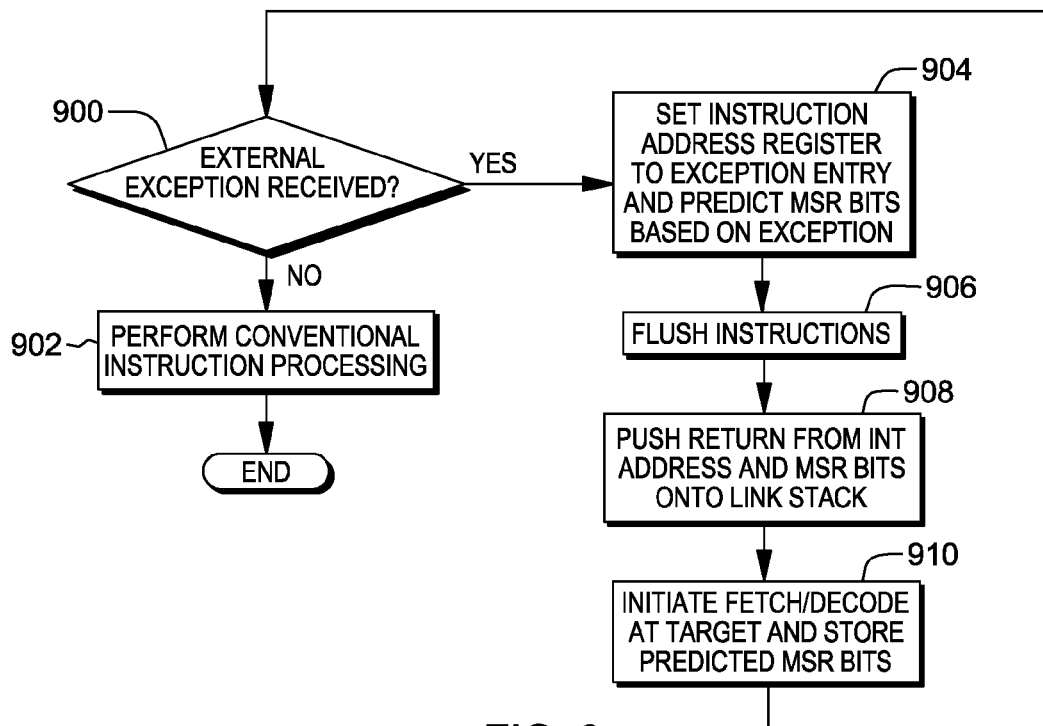 900
EXTERNAL
EXCEPTION RECEIVED?
YES
NO
902
PERFORM CONVENTIONAL
INSTRUCTION PROCESSING
END
904
SET INSTRUCTION
ADDRESS REGISTER
TO EXCEPTION ENTRY
AND PREDICT MSR BITS
BASED ON EXCEPTION
906
FLUSH INSTRUCTIONS
908
PUSH RETURN FROM INT
ADDRESS AND MSR BITS
ONTO LINK STACK
910
INITIATE FETCH/DECODE
AT TARGET AND STORE
PREDICTED MSR BITS